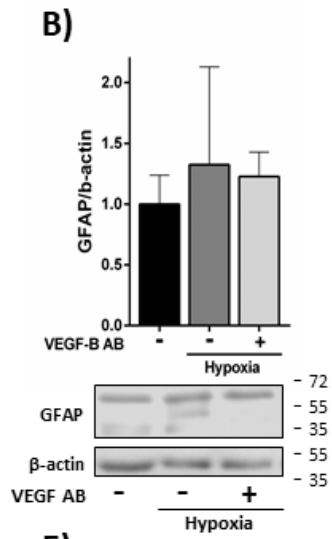 B)
GFAP/b-actin
2.0
1.5
1.0
0.5
0.0
VEGF-B AB - - +
Hypoxia
GFAP
- 72
- 55
- 35
β-actin
- 55
- 35
VEGF AB - - +
Hypoxia